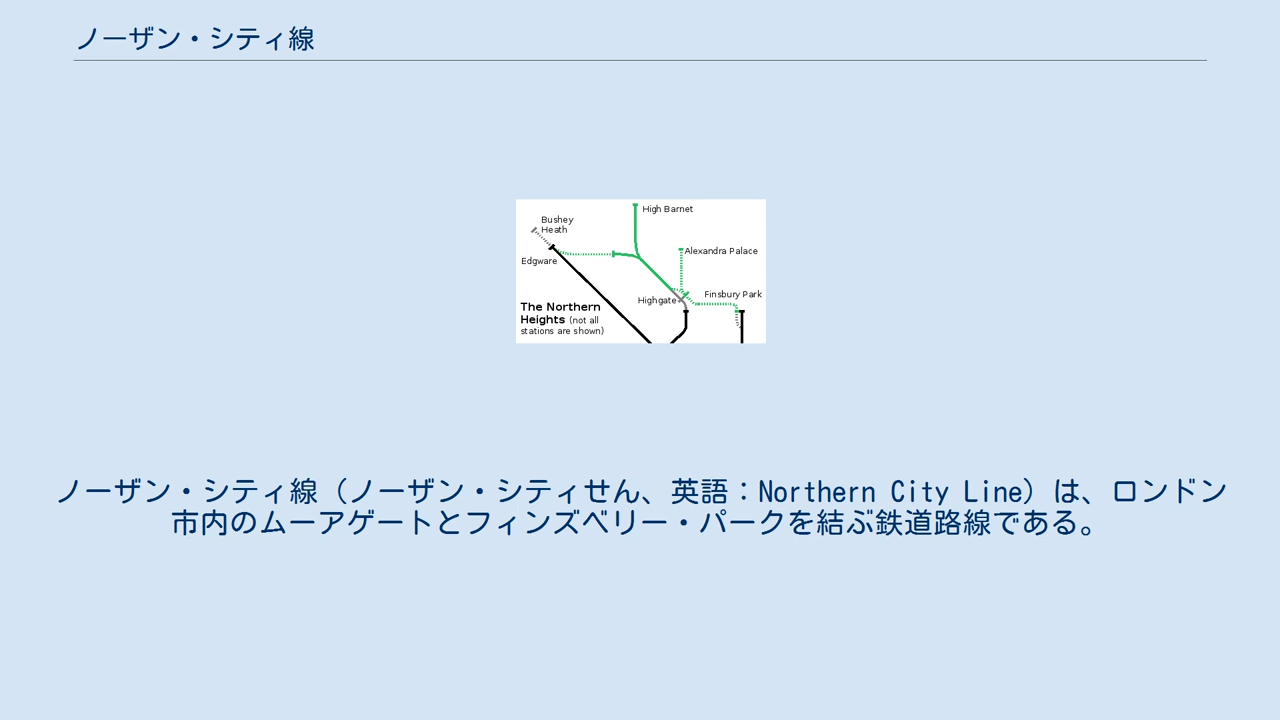 ノーザン・シティ線
High Barnet
Bushey
Heath
Alexandra Palace
Edgware
Finsbury Park
Highgate
The Northern
Heights (not all
stations are shown)
ノーザン・シティ線（ノーザン・シティせん、英語：Northern City Line）は、ロンドン
市内のムーアゲートとフィンズベリー・パークを結ぶ鉄道路線である。